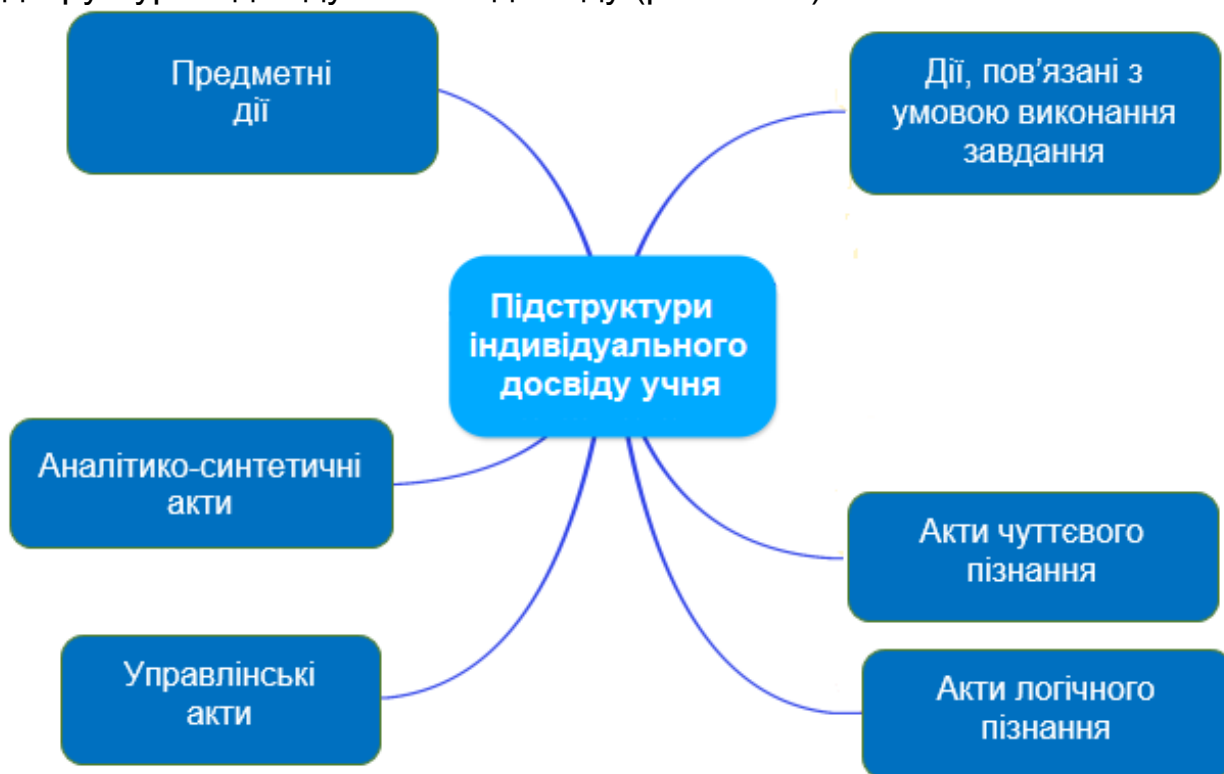 Предметні
дії
Дії, пов’язані з
умовою виконання
завдання
Підструктури
індивідуального
досвіду учня
Аналітико-синтетичні
акти
Акти чуттєвого
пізнання
Управлінські
акти
Акти логічного
пізнання